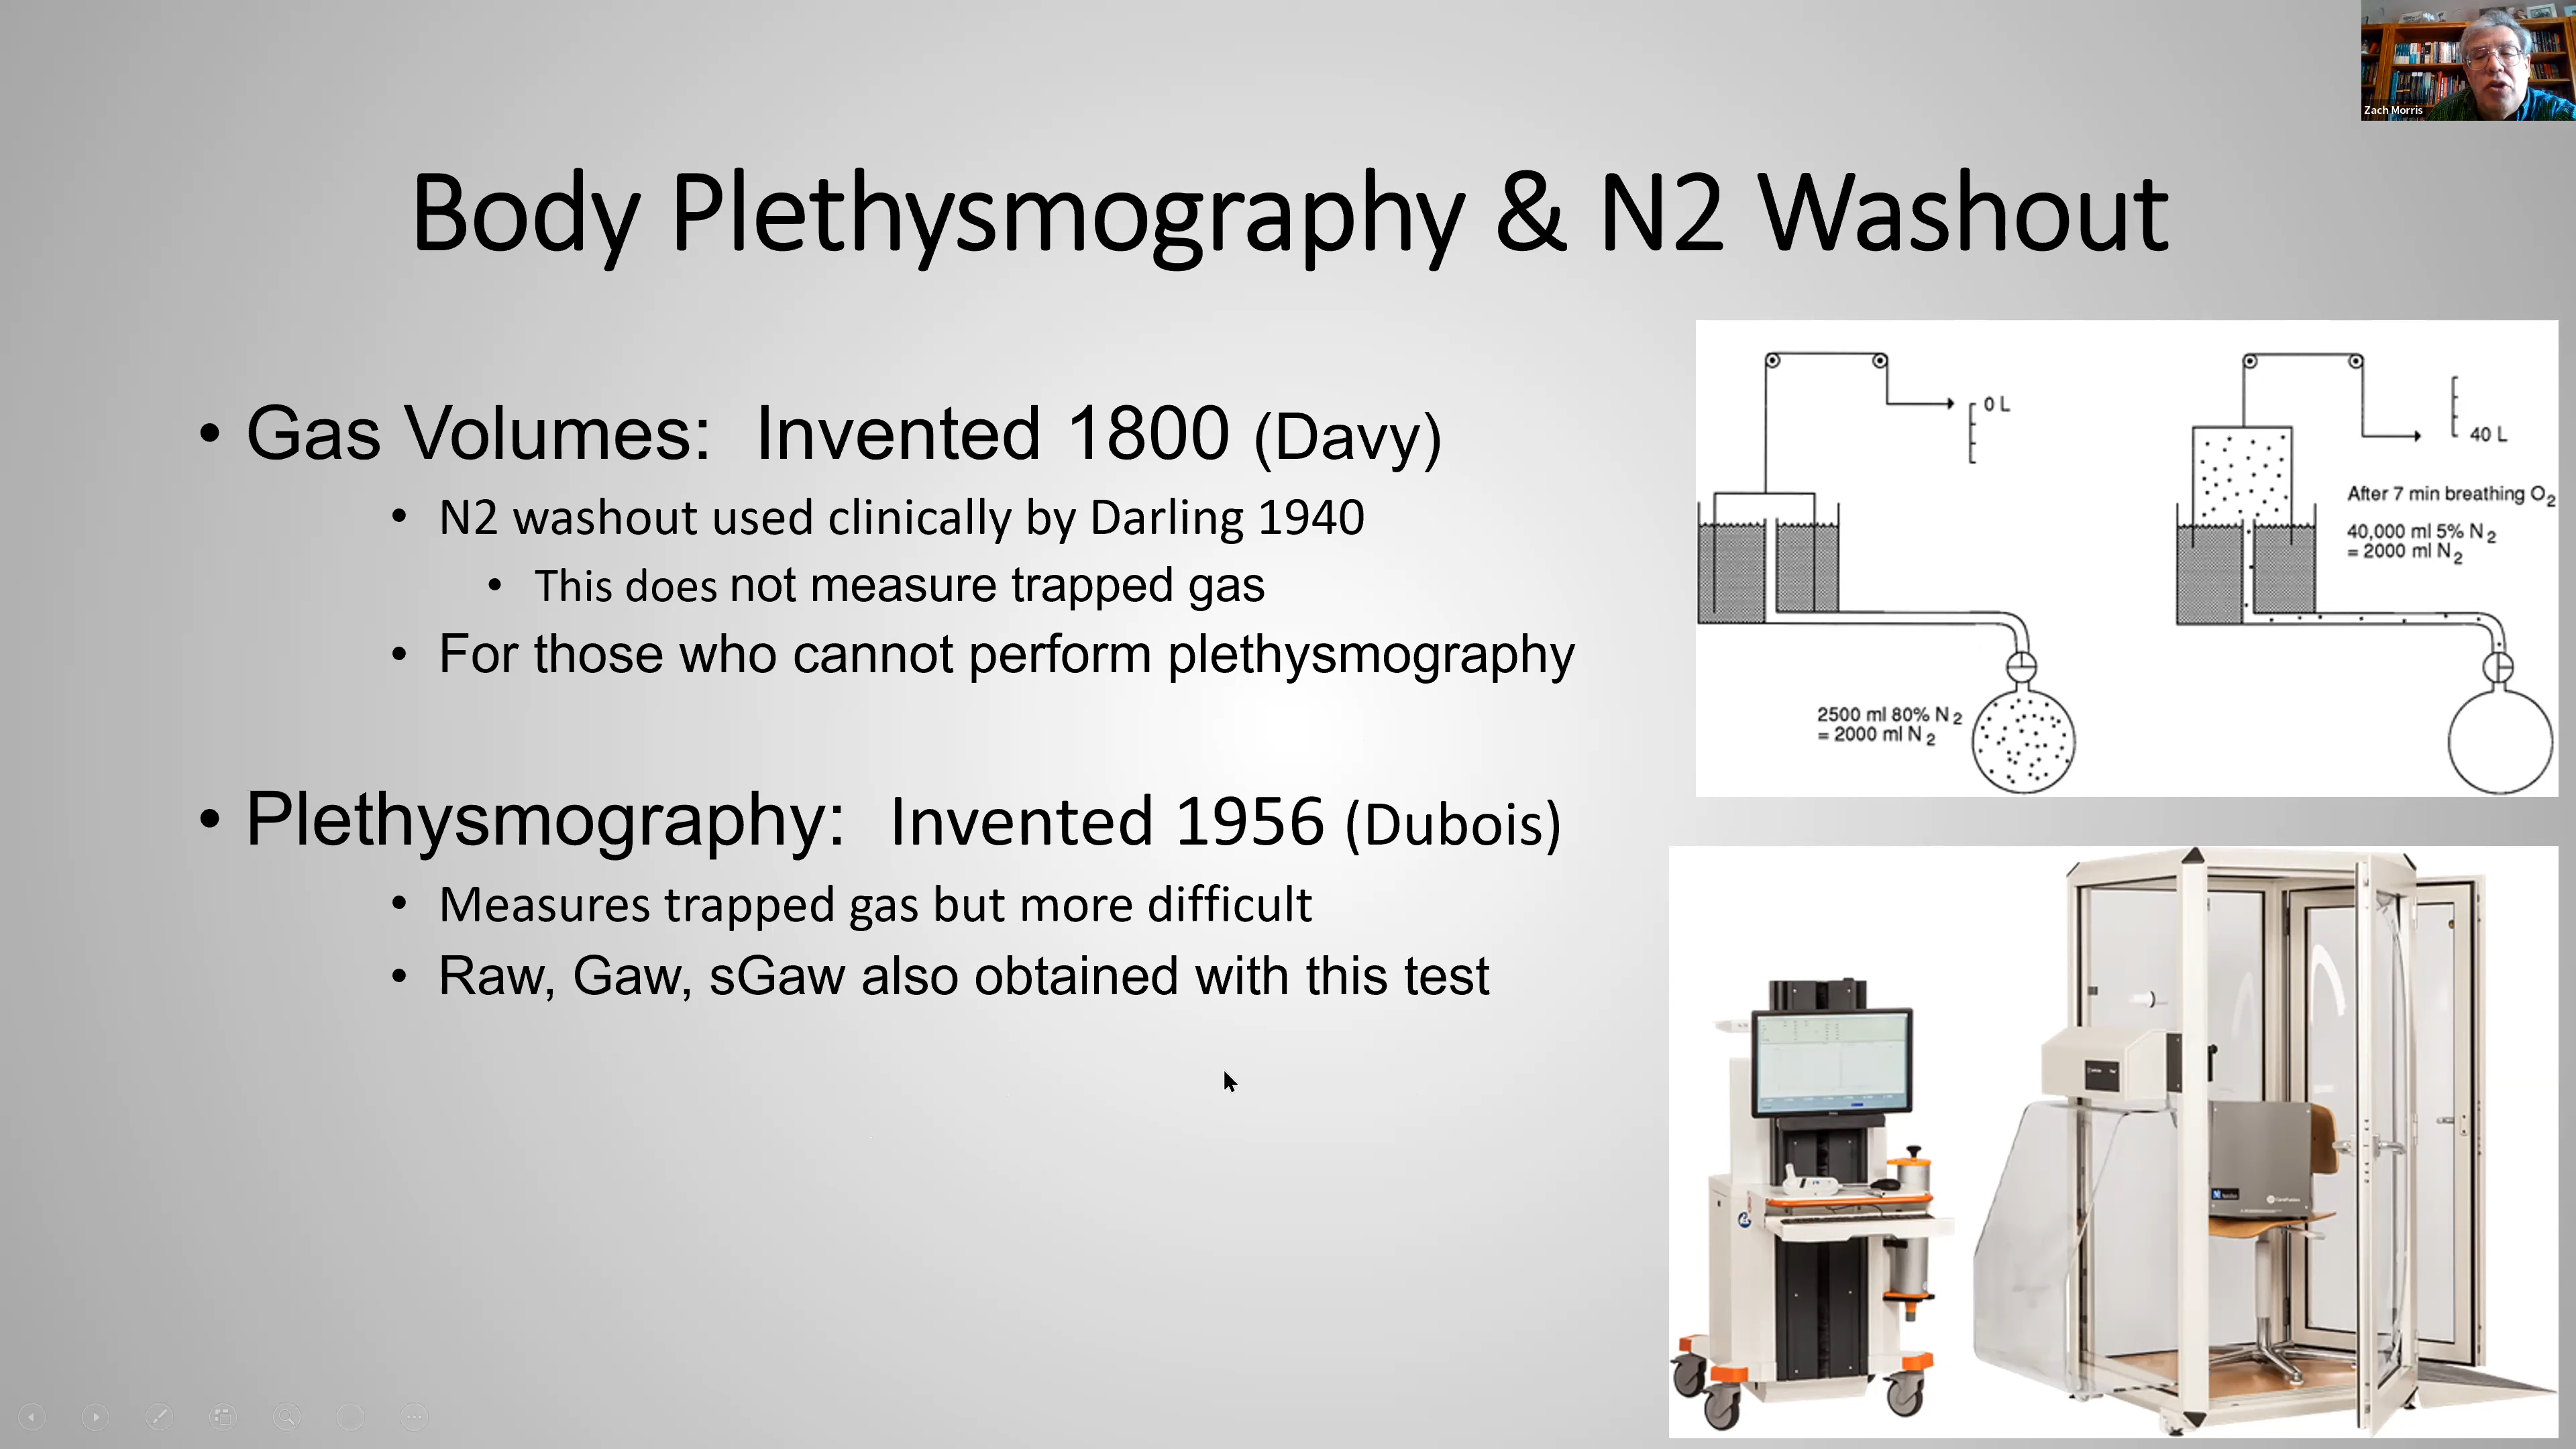 Zach Morris
Body Plethysmography & N2 Washout
• Gas Volumes: Invented 1800 (Davy)
• N2 washout used clinically by Darling 1940
• This does not measure trapped gas
• For those who cannot perform plethysmography
• Plethysmography: Invented 1956 (Dubois)
• Measures trapped gas but more difficult
• Raw, Gaw, sGaw also obtained with this test
0 L
2500 ml 80% N2
= 2000 ml N2
40 L
After 7 min breathing O2
40,000 ml 5% N2
= 2000 ml N2